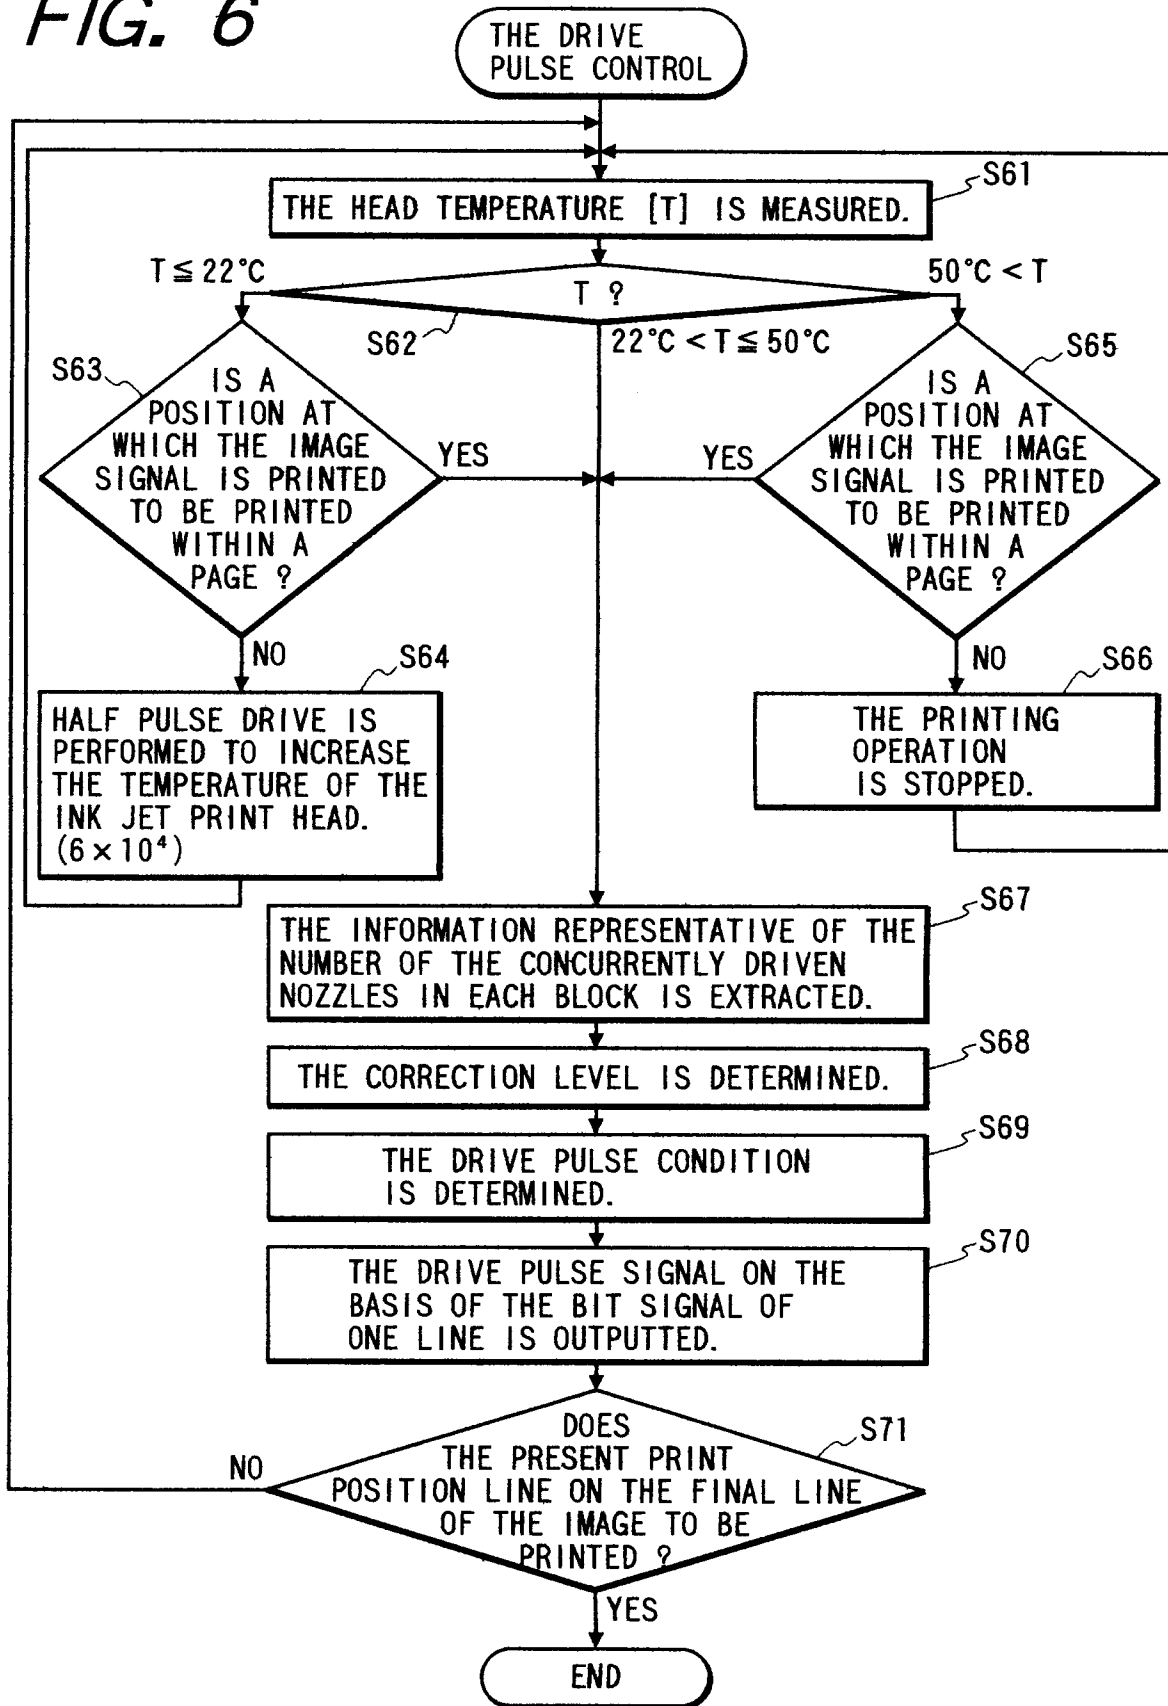 FIG. 6
THE DRIVE
PULSE CONTROL
S61
THE HEAD TEMPERATURE [T] IS MEASURED.
T ≦ 22°C
50°C < T
T ?
S62
22°C < T ≦ 50°C
S63
IS A
POSITION AT
WHICH THE IMAGE
SIGNAL IS PRINTED
TO BE PRINTED
WITHIN A
PAGE ?
YES
S65
IS A
POSITION AT
WHICH THE IMAGE
SIGNAL IS PRINTED
TO BE PRINTED
WITHIN A
PAGE ?
YES
NO
S64
HALF PULSE DRIVE IS
PERFORMED TO INCREASE
THE TEMPERATURE OF THE
INK JET PRINT HEAD.
(6 × 10⁴)
NO
S66
THE PRINTING
OPERATION
IS STOPPED.
S67
THE INFORMATION REPRESENTATIVE OF THE
NUMBER OF THE CONCURRENTLY DRIVEN
NOZZLES IN EACH BLOCK IS EXTRACTED.
S68
THE CORRECTION LEVEL IS DETERMINED.
S69
THE DRIVE PULSE CONDITION
IS DETERMINED.
S70
THE DRIVE PULSE SIGNAL ON THE
BASIS OF THE BIT SIGNAL OF
ONE LINE IS OUTPUTTED.
S71
DOES
THE PRESENT PRINT
POSITION LINE ON THE FINAL LINE
OF THE IMAGE TO BE
PRINTED ?
NO
YES
END